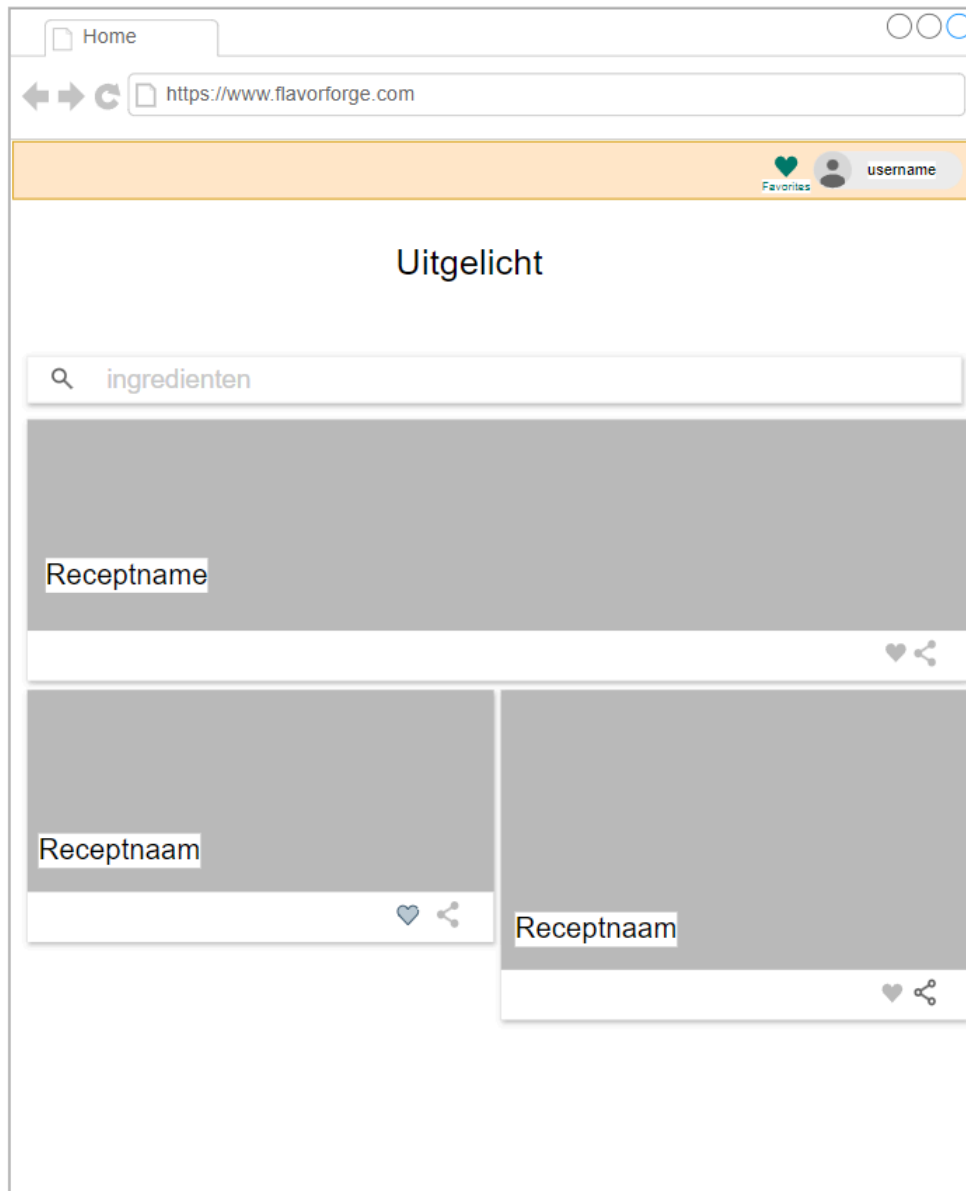 Home
https://www.flavorforge.com
Favorites
username
Uitgelicht
ingredienten
Receptname
Receptnaam
Receptnaam